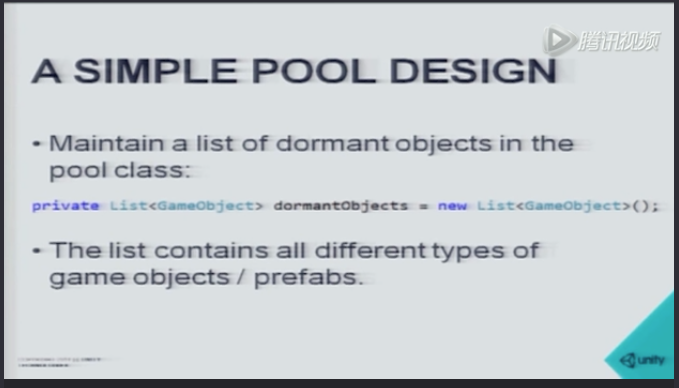 腾讯视频
A SIMPLE POOL DESIGN
• Maintain a list of dormant objects in the
pool class:
private List<GameObject> dormantObjects = new List<GameObject>();
• The list contains all different types of
game objects / prefabs.
unity